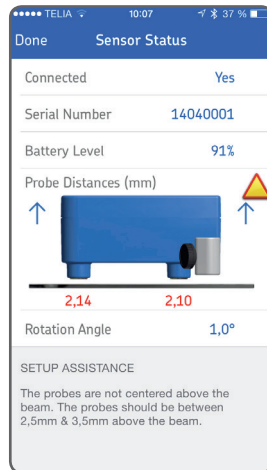 TELIA 10:07 37 %
Done Sensor Status
Connected Yes
Serial Number 14040001
Battery Level 91%
Probe Distances (mm)
2,14 2,10
Rotation Angle 1,0°
SETUP ASSISTANCE
The probes are not centered above the
beam. The probes should be between
2,5mm & 3,5mm above the beam.